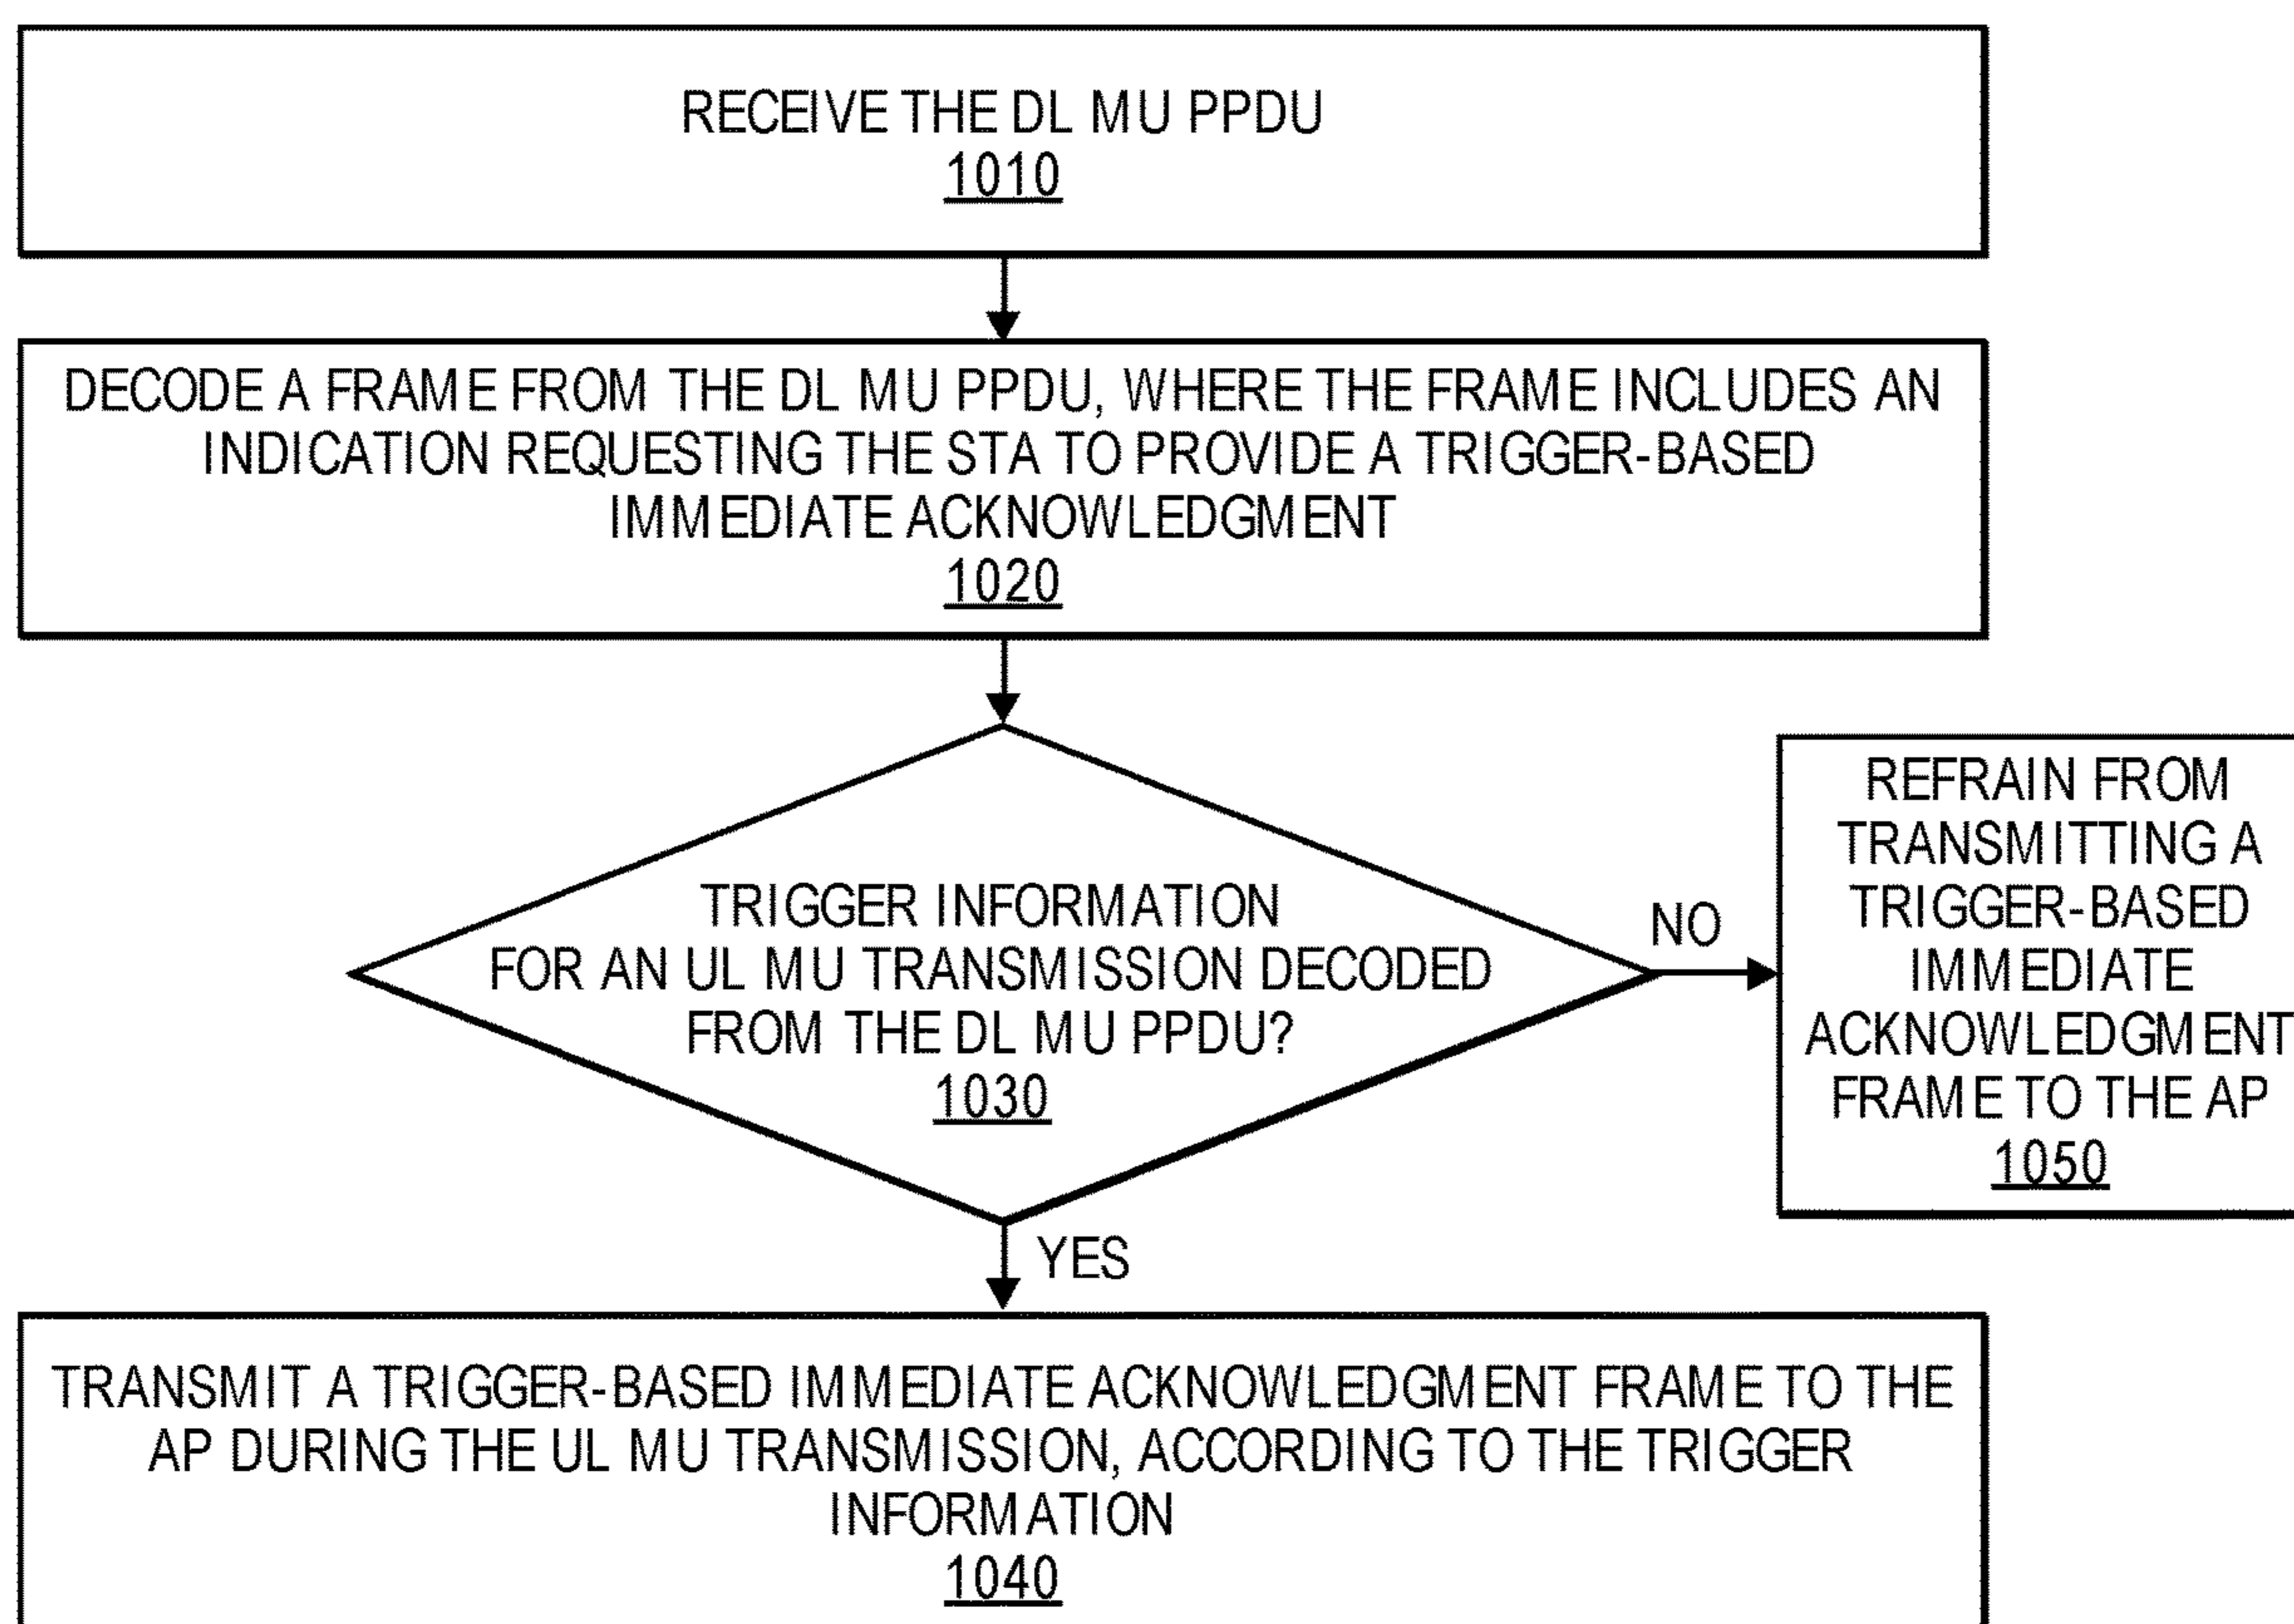 RECEIVE THE DL MU PPDU
1010
DECODE A FRAME FROM THE DL MU PPDU, WHERE THE FRAME INCLUDES AN
INDICATION REQUESTING THE STA TO PROVIDE A TRIGGER-BASED
IMMEDIATE ACKNOWLEDGMENT
1020
TRIGGER INFORMATION
FOR AN UL MU TRANSMISSION DECODED
FROM THE DL MU PPDU?
1030
NO
REFRAIN FROM
TRANSMITTING A
TRIGGER-BASED
IMMEDIATE
ACKNOWLEDGMENT
FRAME TO THE AP
1050
YES
TRANSMIT A TRIGGER-BASED IMMEDIATE ACKNOWLEDGMENT FRAME TO THE
AP DURING THE UL MU TRANSMISSION, ACCORDING TO THE TRIGGER
INFORMATION
1040